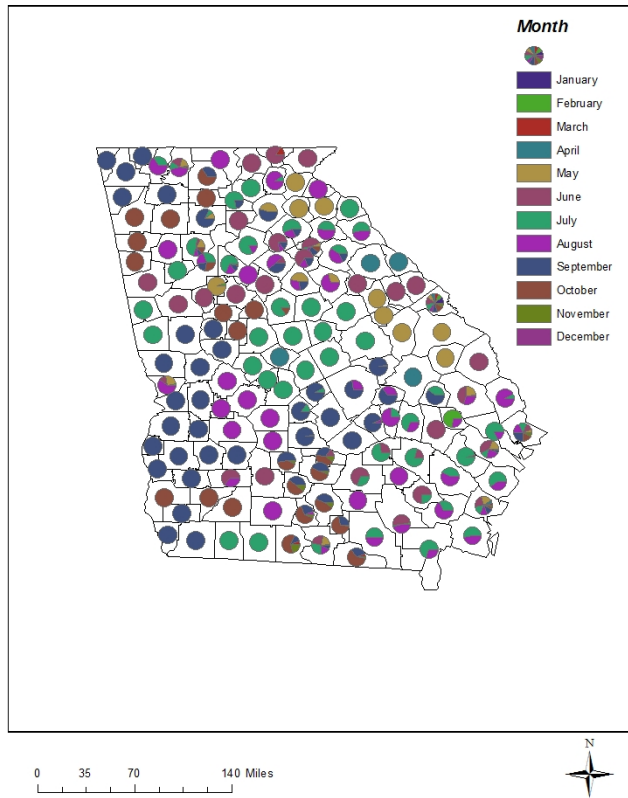 Month
January
February
March
April
May
June
July
August
September
October
November
December
N
0 35 70 140 Miles